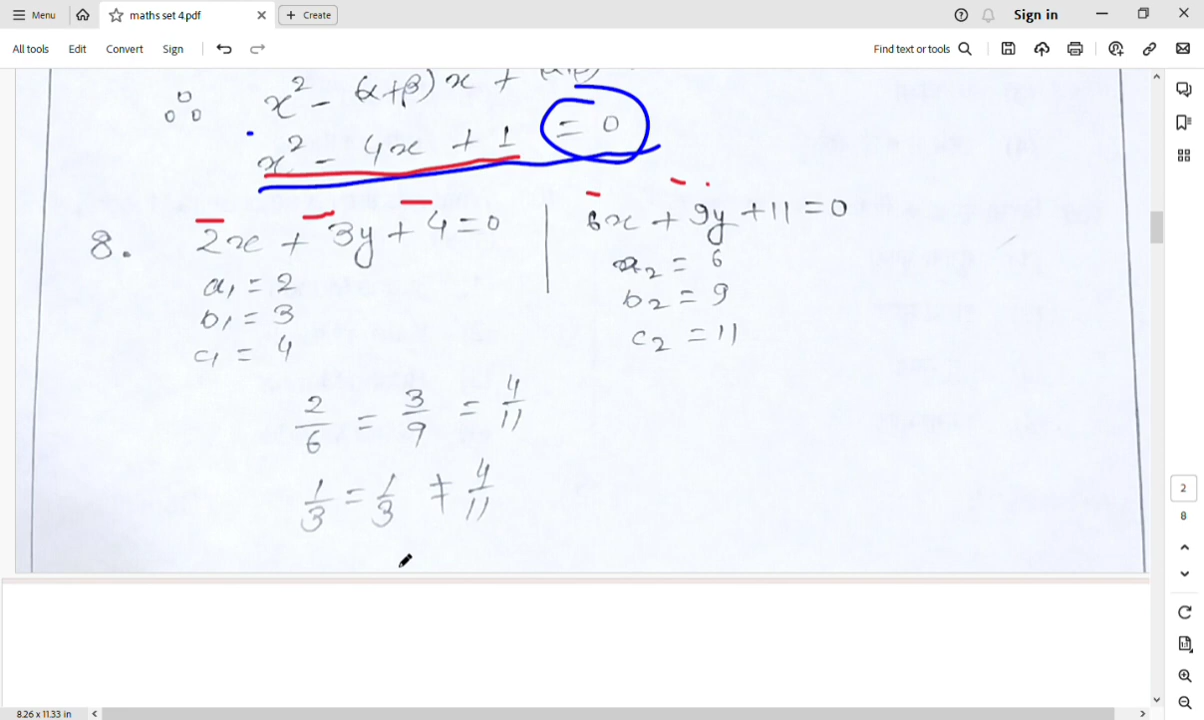 Menu maths set 4.pdf Create Sign in
All tools Edit Convert Sign Find text or tools
x² - (α+β)x +
x² - 4x + 1 = 0
8. 2x + 3y + 4 = 0 6x + 9y + 11 = 0
a₁ = 2 a₂ = 6
b₁ = 3 b₂ = 9
c₁ = 4 c₂ = 11
2/6 = 3/9 = 4/11
1/3 = 1/3 ≠ 4/11
2
8
8.26 x 11.33 in